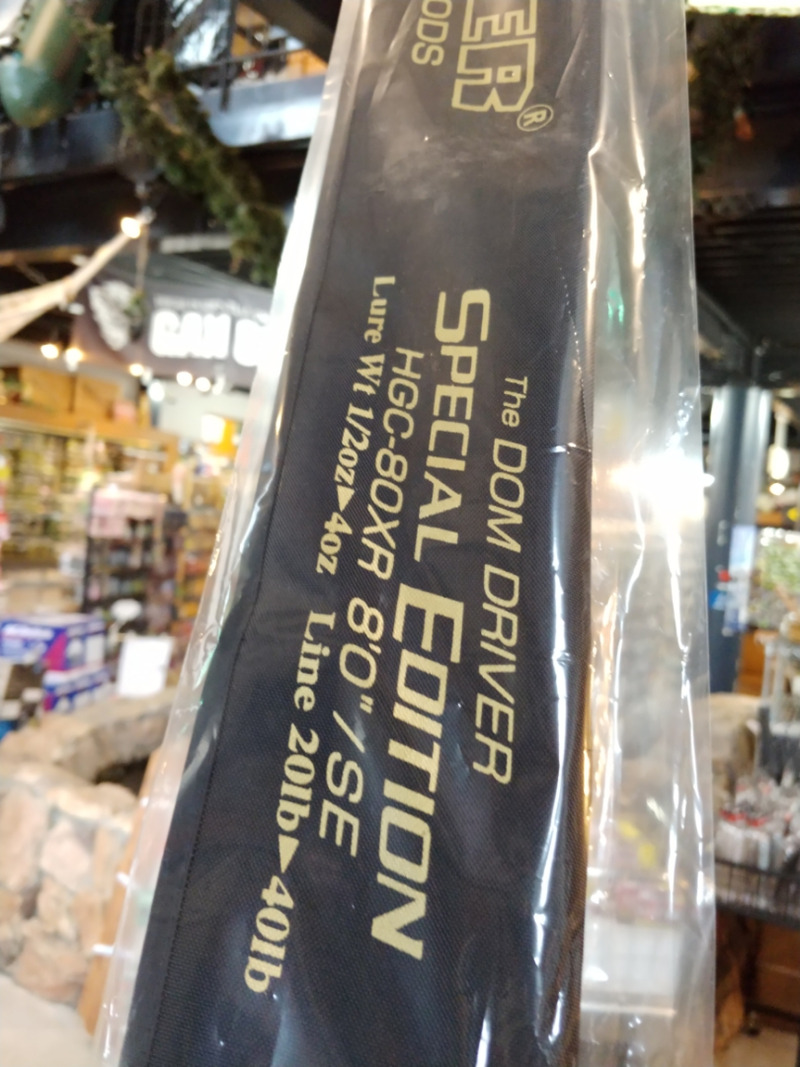 ER®
ODS
The DOM DRIVER
SPECIAL EDITION
HGC-80XR 8'0" / SE
Lure Wt 1/2oz▶4oz Line 20lb▶40lb